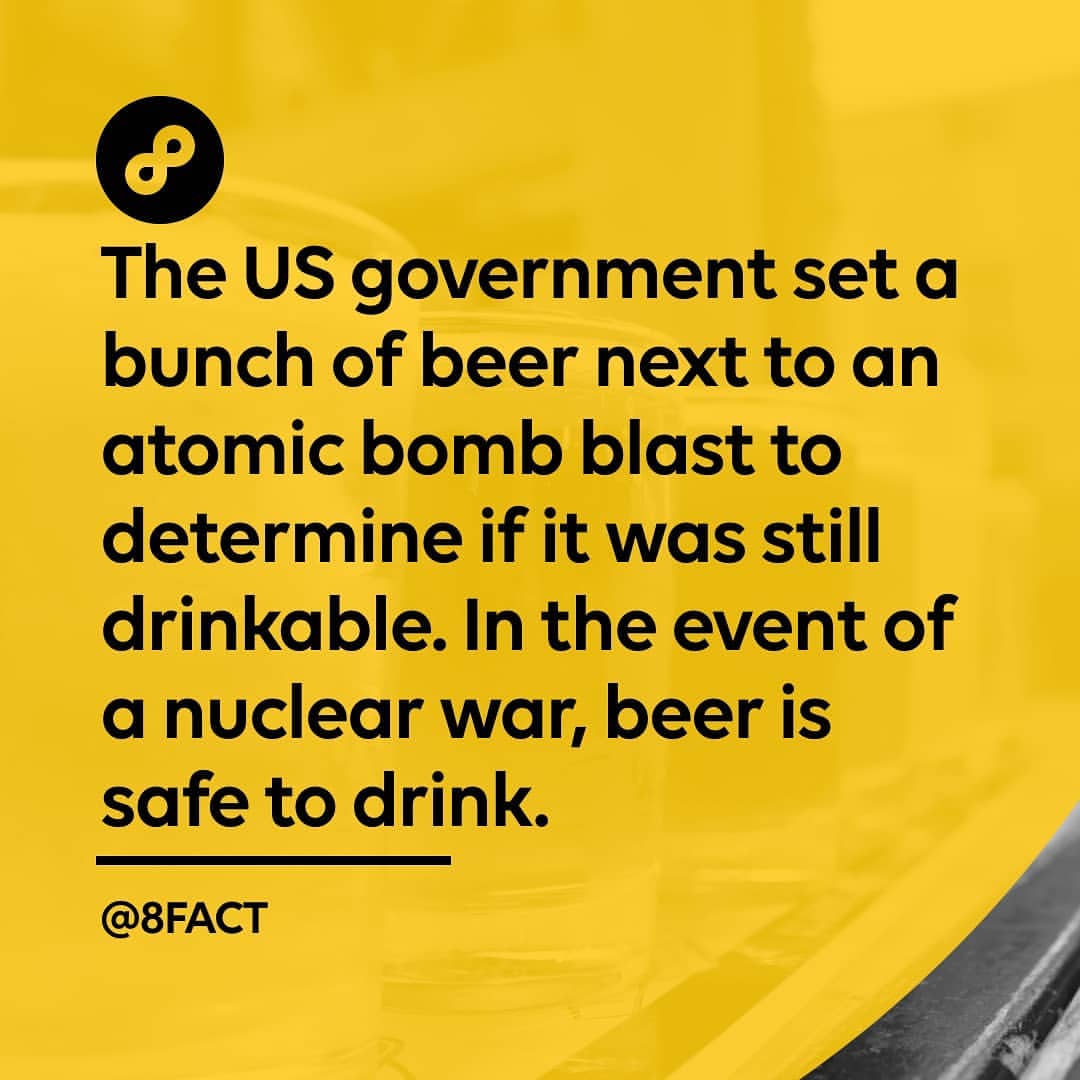 The US government set a
bunch of beer next to an
atomic bomb blast to
determine if it was still
drinkable. In the event of
a nuclear war, beer is
safe to drink.
@8FACT